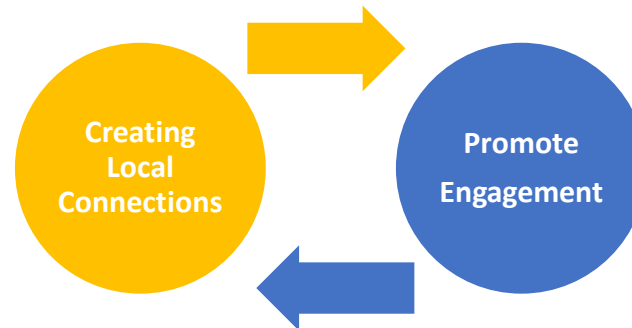 Creating
Local
Connections
Promote
Engagement